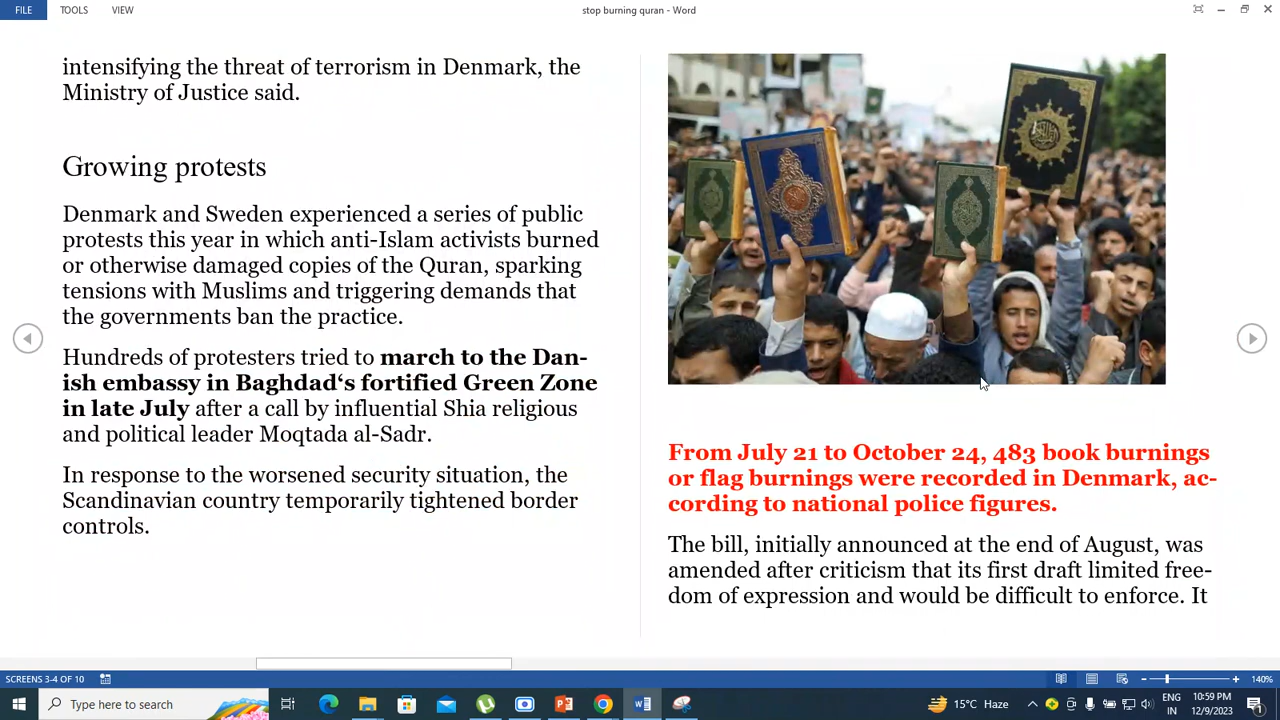 FILE TOOLS VIEW
stop burning quran - Word
intensifying the threat of terrorism in Denmark, the
Ministry of Justice said.
Growing protests
Denmark and Sweden experienced a series of public
protests this year in which anti-Islam activists burned
or otherwise damaged copies of the Quran, sparking
tensions with Muslims and triggering demands that
the governments ban the practice.
Hundreds of protesters tried to march to the Dan-
ish embassy in Baghdad‘s fortified Green Zone
in late July after a call by influential Shia religious
and political leader Moqtada al-Sadr.
In response to the worsened security situation, the
Scandinavian country temporarily tightened border
controls.
From July 21 to October 24, 483 book burnings
or flag burnings were recorded in Denmark, ac-
cording to national police figures.
The bill, initially announced at the end of August, was
amended after criticism that its first draft limited free-
dom of expression and would be difficult to enforce. It
SCREENS 3-4 OF 10
140%
Type here to search
15°C Haze
ENG
IN
10:59 PM
12/9/2023